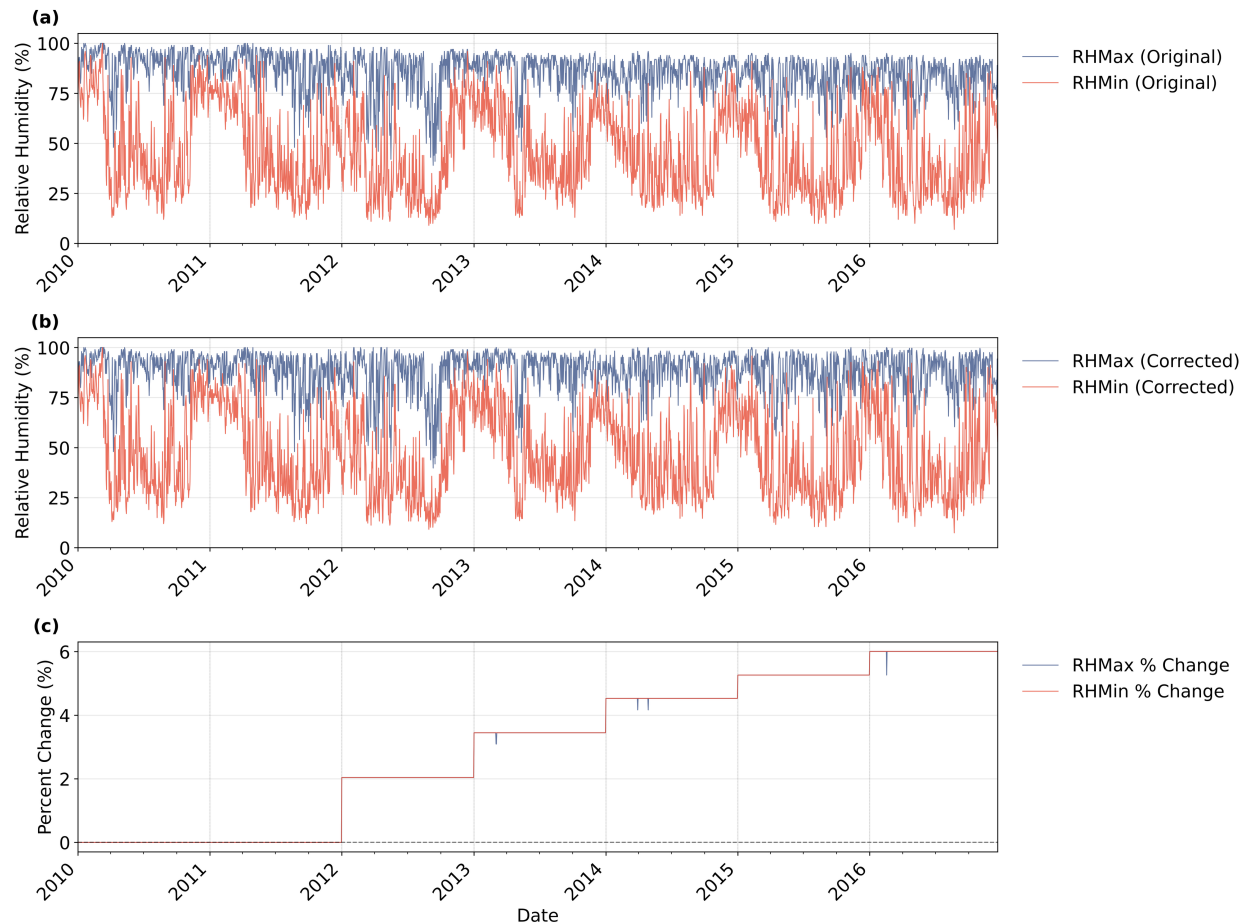 (a)
Relative Humidity (%)
100
75
50
25
0
2010
2011
2012
2013
2014
2015
2016
RHMax (Original)
RHMin (Original)
(b)
Relative Humidity (%)
100
75
50
25
0
2010
2011
2012
2013
2014
2015
2016
RHMax (Corrected)
RHMin (Corrected)
(c)
Percent Change (%)
6
4
2
0
2010
2011
2012
2013
2014
2015
2016
Date
RHMax % Change
RHMin % Change